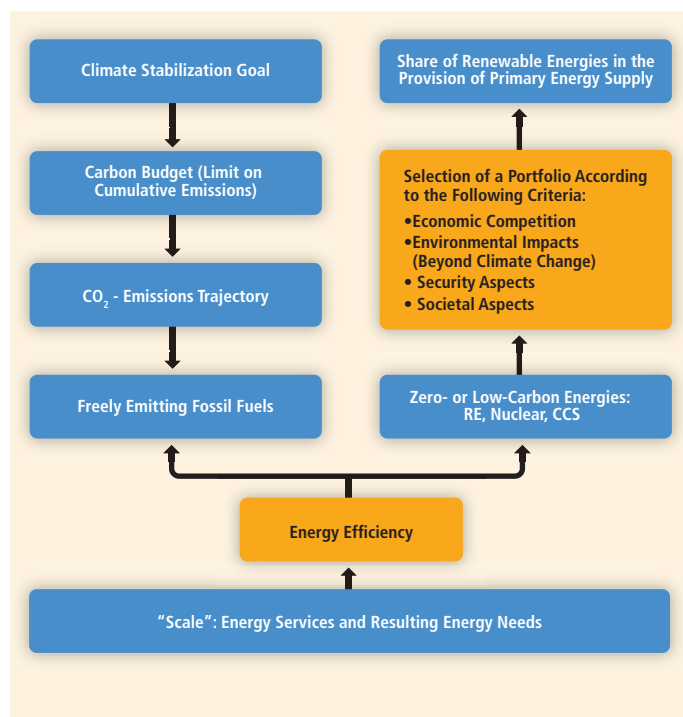 Climate Stabilization Goal
Carbon Budget (Limit on
Cumulative Emissions)
CO₂ - Emissions Trajectory
Freely Emitting Fossil Fuels
Share of Renewable Energies in the
Provision of Primary Energy Supply
Selection of a Portfolio According
to the Following Criteria:
•Economic Competition
•Environmental Impacts
(Beyond Climate Change)
• Security Aspects
• Societal Aspects
Zero- or Low-Carbon Energies:
RE, Nuclear, CCS
Energy Efficiency
“Scale”: Energy Services and Resulting Energy Needs